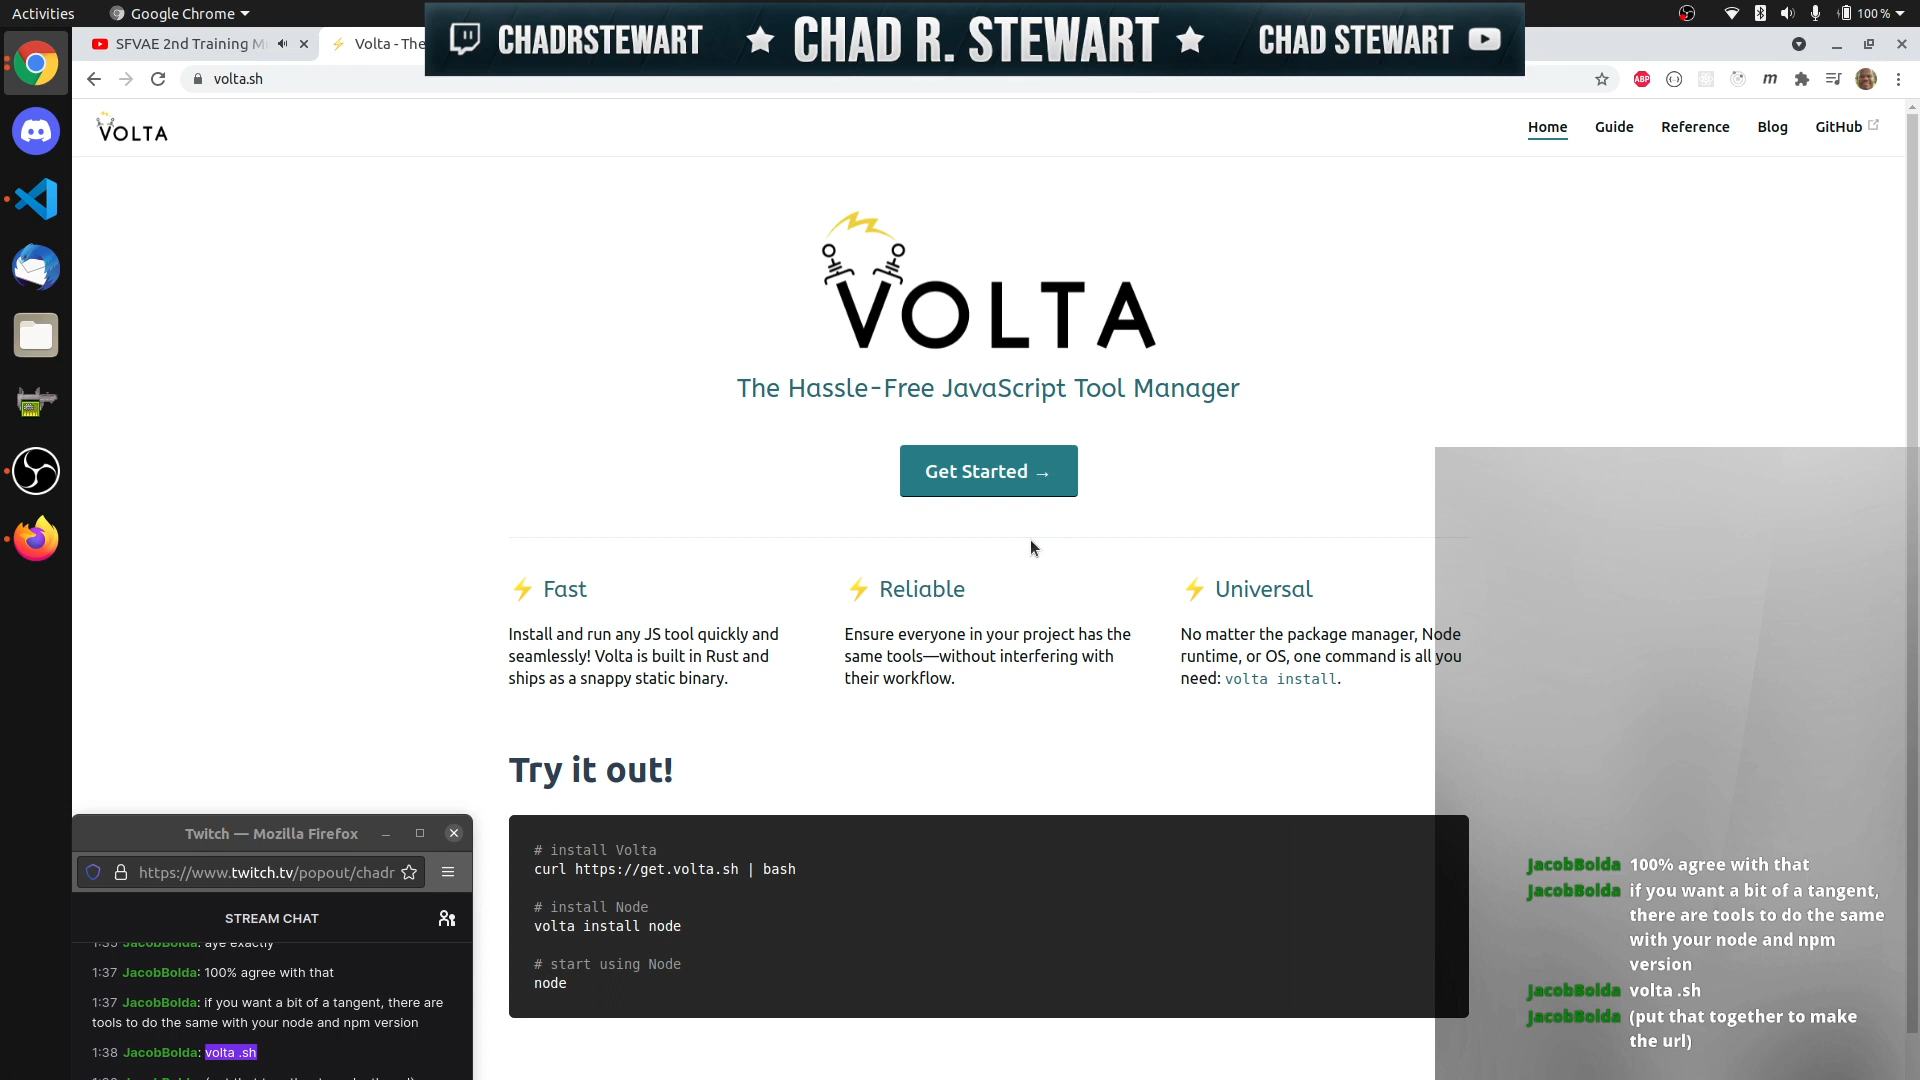 Activities
Google Chrome
100 %
CHADRSTEWART
CHAD R. STEWART
CHAD STEWART
SFVAE 2nd Training M
Volta - The
volta.sh
ABP
m
VOLTA
Home
Guide
Reference
Blog
GitHub
VOLTA
The Hassle-Free JavaScript Tool Manager
Get Started →
⚡ Fast
Install and run any JS tool quickly and
seamlessly! Volta is built in Rust and
ships as a snappy static binary.
⚡ Reliable
Ensure everyone in your project has the
same tools—without interfering with
their workflow.
⚡ Universal
No matter the package manager, Node
runtime, or OS, one command is all you
need: volta install.
Try it out!
# install Volta
curl https://get.volta.sh | bash
# install Node
volta install node
# start using Node
node
Twitch — Mozilla Firefox
https://www.twitch.tv/popout/chadr
STREAM CHAT
1:35 JacobBolda: aye exactly
1:37 JacobBolda: 100% agree with that
1:37 JacobBolda: if you want a bit of a tangent, there are
tools to do the same with your node and npm version
1:38 JacobBolda: volta .sh
JacobBolda 100% agree with that
JacobBolda if you want a bit of a tangent,
there are tools to do the same
with your node and npm
version
JacobBolda volta .sh
JacobBolda (put that together to make
the url)